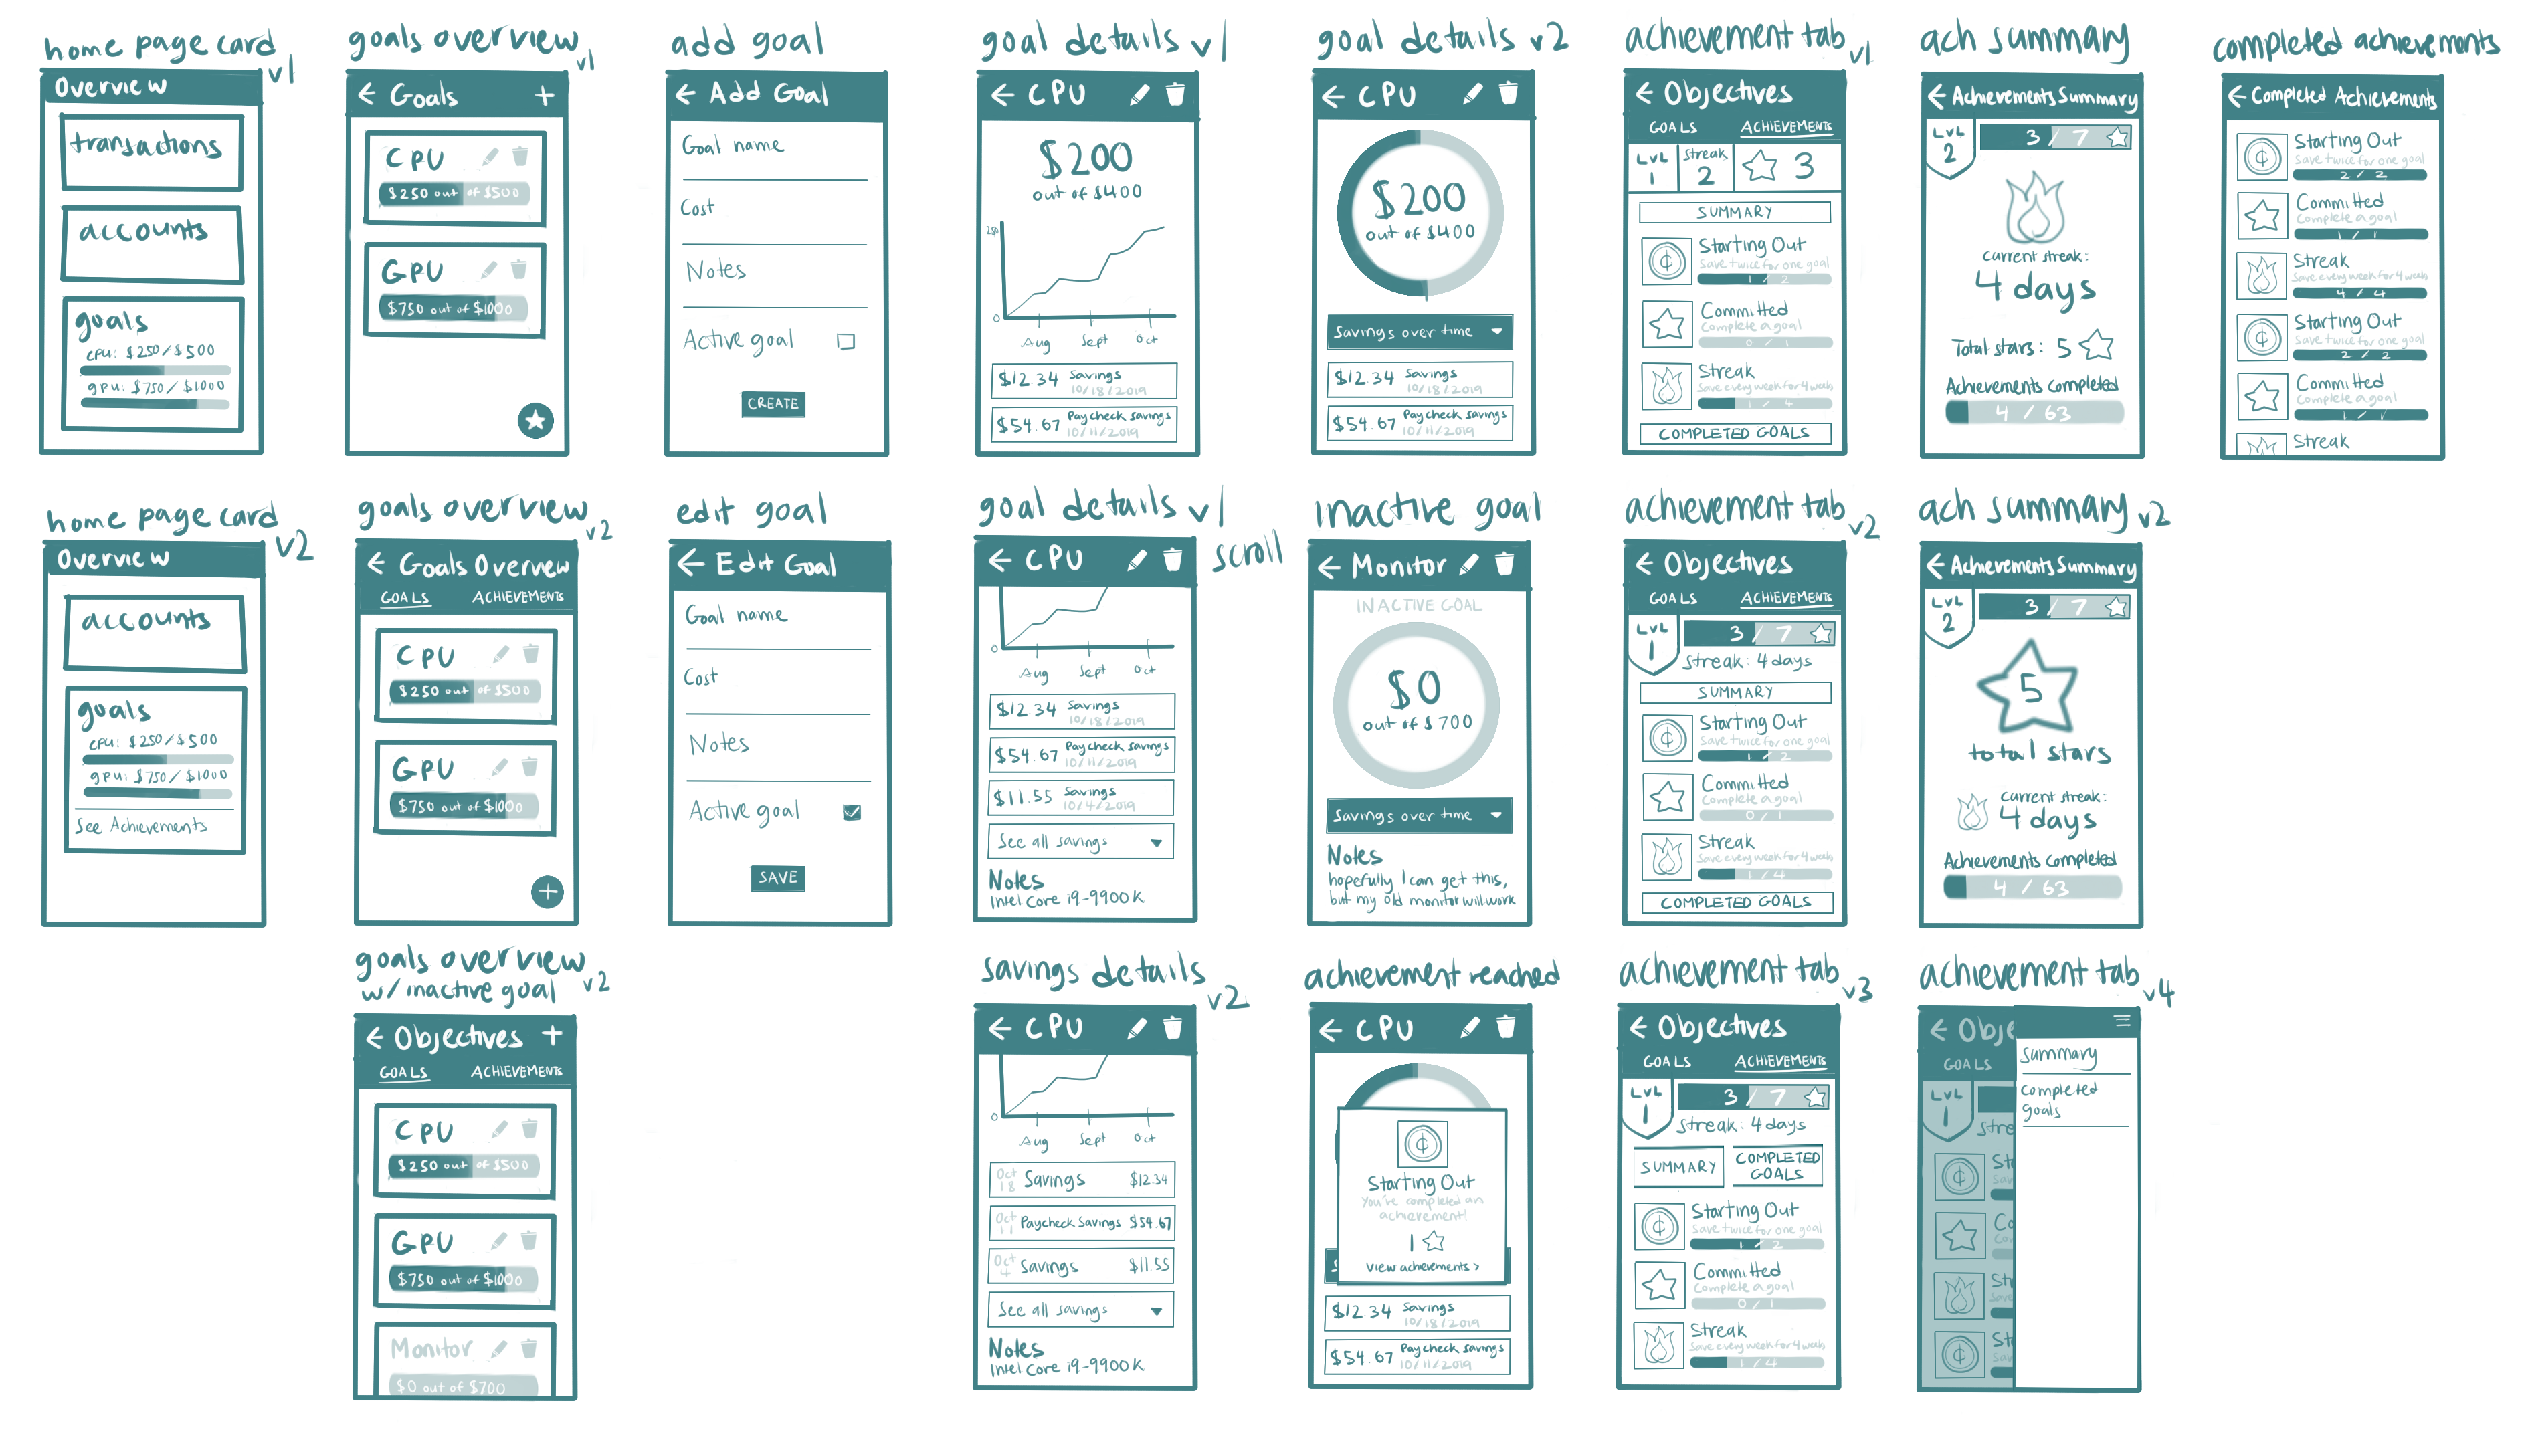 home page card v1
Overview
transactions
accounts
goals
cpu: $250/$500
gpu: $750/$1000
goals overview v1
← Goals +
CPU
$250 out of $500
GPU
$750 out of $1000
add goal
← Add Goal
Goal name
Cost
Notes
Active goal
CREATE
goal details v1
← CPU
$200
out of $400
250
0
Aug Sept Oct
$12.34 Savings
10/18/2019
$54.67 Paycheck Savings
10/11/2019
goal details v2
← CPU
$200
out of $400
Savings over time
$12.34 Savings
10/18/2019
$54.67 Paycheck Savings
10/11/2019
achievement tab v1
← Objectives
GOALS ACHIEVEMENTS
LVL 1
Streak 2
3
SUMMARY
Starting Out
Save twice for one goal
1 / 2
Committed
Complete a goal
0 / 1
Streak
Save every week for 4 weeks
1 / 4
COMPLETED GOALS
ach summary
← Achievements Summary
LVL 2
3 / 7
Current streak:
4 days
Total stars: 5
Achievements completed
4 / 63
completed achievements
← Completed Achievements
Starting Out
Save twice for one goal
2 / 2
Committed
Complete a goal
1 / 1
Streak
Save every week for 4 weeks
4 / 4
Starting Out
Save twice for one goal
2 / 2
Committed
Complete a goal
1 / 1
Streak
home page card v2
Overview
accounts
goals
cpu: $250/$500
gpu: $750/$1000
See Achievements
goals overview v2
← Goals Overview
GOALS ACHIEVEMENTS
CPU
$250 out of $500
GPU
$750 out of $1000
+
edit goal
← Edit Goal
Goal name
Cost
Notes
Active goal
SAVE
goal details v1 scroll
← CPU
0
Aug Sept Oct
$12.34 Savings
10/18/2019
$54.67 Paycheck Savings
10/11/2019
$11.55 Savings
10/4/2019
See all savings
Notes
Intel Core i9-9900K
inactive goal
← Monitor
INACTIVE GOAL
$0
out of $700
Savings over time
Notes
hopefully I can get this,
but my old monitor will work
achievement tab v2
← Objectives
GOALS ACHIEVEMENTS
LVL 1
3 / 7
Streak: 4 days
SUMMARY
Starting Out
Save twice for one goal
1 / 2
Committed
Complete a goal
0 / 1
Streak
Save every week for 4 weeks
1 / 4
COMPLETED GOALS
ach summary v2
← Achievements Summary
LVL 2
3 / 7
5
total stars
Current streak:
4 days
Achievements completed
4 / 63
goals overview v2
w/ inactive goal
← Objectives +
GOALS ACHIEVEMENTS
CPU
$250 out of $500
GPU
$750 out of $1000
Monitor
$0 out of $700
savings details v2
← CPU
0
Aug Sept Oct
Oct 18 Savings $12.34
Oct 11 Paycheck Savings $54.67
Oct 4 Savings $11.55
See all savings
Notes
Intel Core i9-9900K
achievement reached
← CPU
Starting Out
You've completed an
achievement!
1
View achievements >
$12.34 Savings
10/18/2019
$54.67 Paycheck Savings
10/11/2019
achievement tab v3
← Objectives
GOALS ACHIEVEMENTS
LVL 1
3 / 7
Streak: 4 days
SUMMARY
COMPLETED GOALS
Starting Out
Save twice for one goal
1 / 2
Committed
Complete a goal
0 / 1
Streak
Save every week for 4 weeks
1 / 4
achievement tab v4
← Obje
GOALS
LVL 1
Stre
St
Sav
Co
Com
St
Save
St
Sav
Summary
Completed
goals